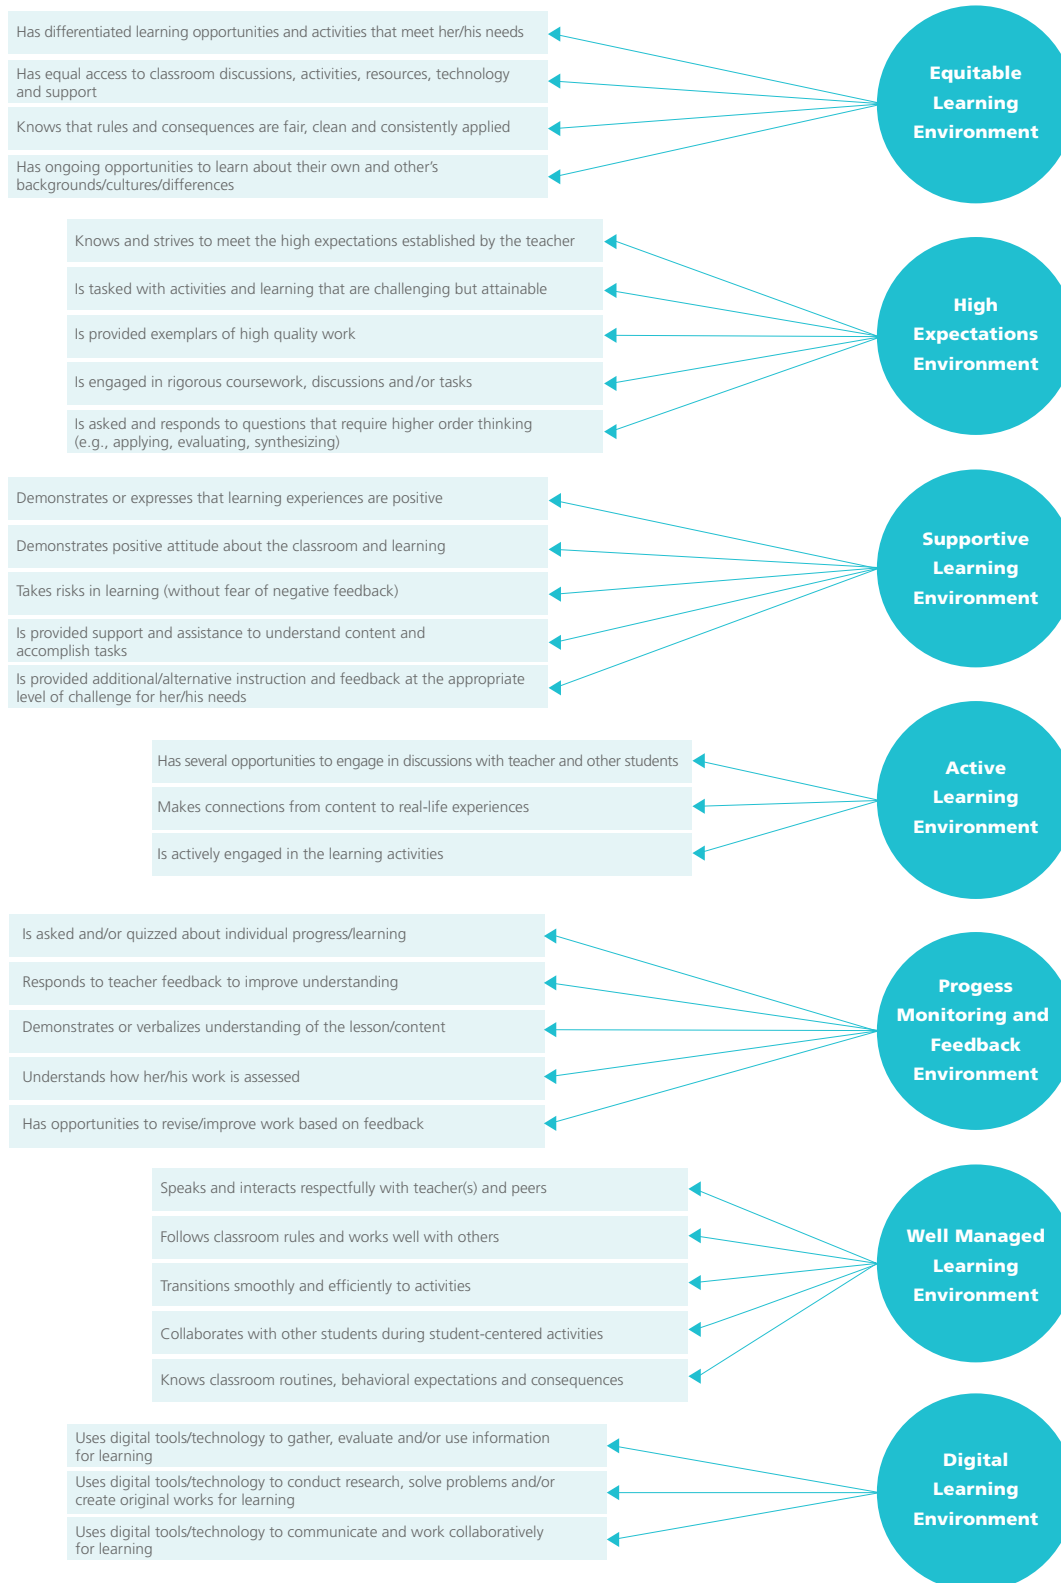 Has differentiated learning opportunities and activities that meet her/his needs
Has equal access to classroom discussions, activities, resources, technology
and support
Knows that rules and consequences are fair, clean and consistently applied
Has ongoing opportunities to learn about their own and other's
backgrounds/cultures/differences
Equitable
Learning
Environment
Knows and strives to meet the high expectations established by the teacher
Is tasked with activities and learning that are challenging but attainable
Is provided exemplars of high quality work
Is engaged in rigorous coursework, discussions and/or tasks
Is asked and responds to questions that require higher order thinking
(e.g., applying, evaluating, synthesizing)
High
Expectations
Environment
Demonstrates or expresses that learning experiences are positive
Demonstrates positive attitude about the classroom and learning
Takes risks in learning (without fear of negative feedback)
Is provided support and assistance to understand content and
accomplish tasks
Is provided additional/alternative instruction and feedback at the appropriate
level of challenge for her/his needs
Supportive
Learning
Environment
Has several opportunities to engage in discussions with teacher and other students
Makes connections from content to real-life experiences
Is actively engaged in the learning activities
Active
Learning
Environment
Is asked and/or quizzed about individual progress/learning
Responds to teacher feedback to improve understanding
Demonstrates or verbalizes understanding of the lesson/content
Understands how her/his work is assessed
Has opportunities to revise/improve work based on feedback
Progess
Monitoring and
Feedback
Environment
Speaks and interacts respectfully with teacher(s) and peers
Follows classroom rules and works well with others
Transitions smoothly and efficiently to activities
Collaborates with other students during student-centered activities
Knows classroom routines, behavioral expectations and consequences
Well Managed
Learning
Environment
Uses digital tools/technology to gather, evaluate and/or use information
for learning
Uses digital tools/technology to conduct research, solve problems and/or
create original works for learning
Uses digital tools/technology to communicate and work collaboratively
for learning
Digital
Learning
Environment